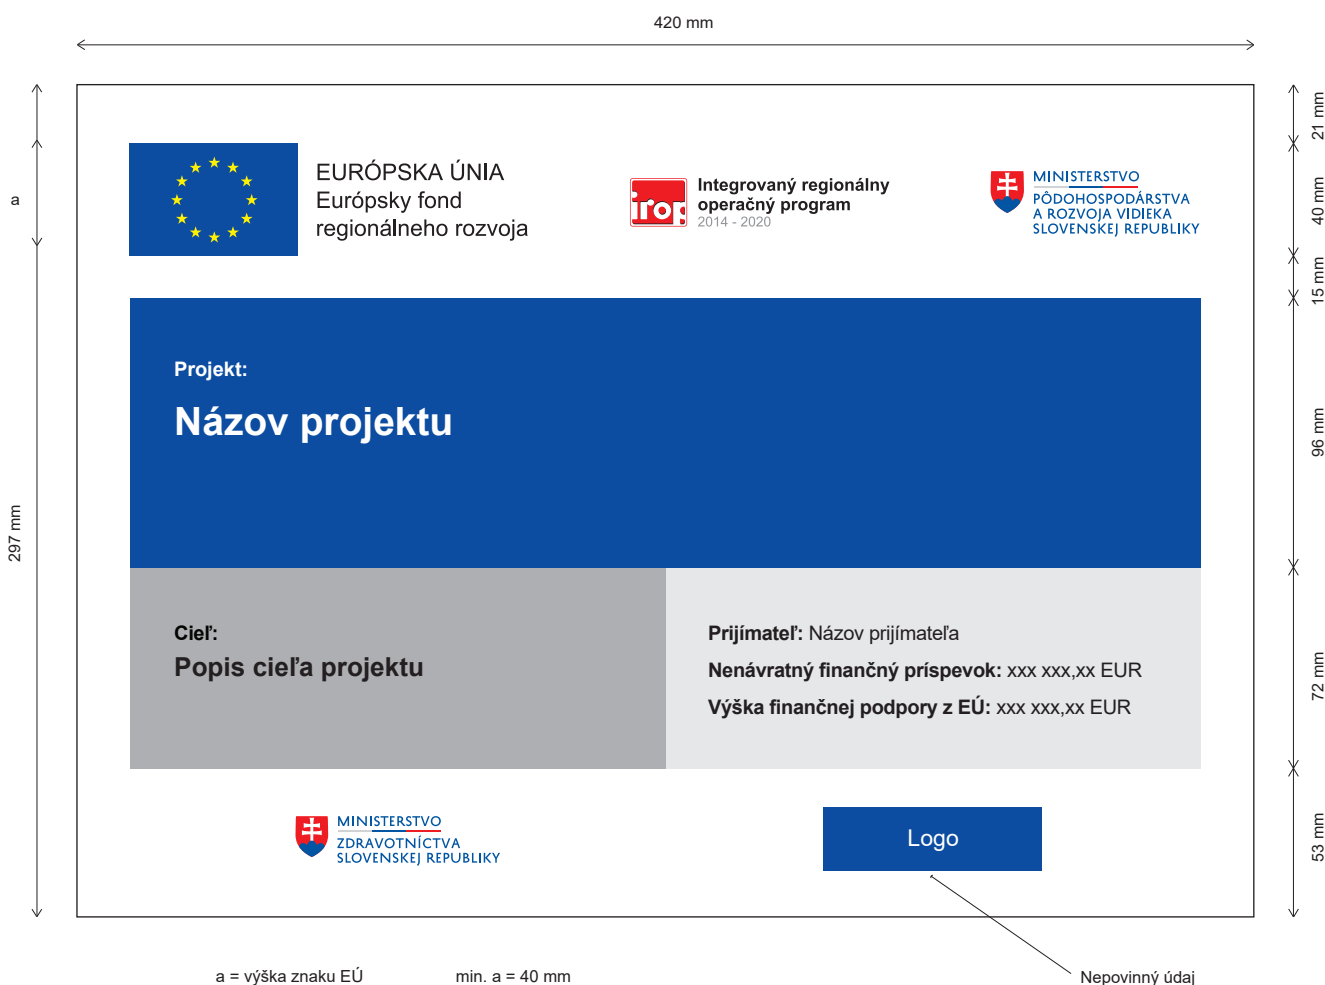 420 mm
21 mm
a
40 mm
15 mm
EURÓPSKA ÚNIA
Európsky fond
regionálneho rozvoja
irop
Integrovaný regionálny
operačný program
2014 - 2020
MINISTERSTVO
PÔDOHOSPODÁRSTVA
A ROZVOJA VIDIEKA
SLOVENSKEJ REPUBLIKY
Projekt:
Názov projektu
96 mm
297 mm
Cieľ:
Popis cieľa projektu
Prijímateľ: Názov prijímateľa
Nenávratný finančný príspevok: xxx xxx,xx EUR
Výška finančnej podpory z EÚ: xxx xxx,xx EUR
72 mm
MINISTERSTVO
ZDRAVOTNÍCTVA
SLOVENSKEJ REPUBLIKY
Logo
53 mm
a = výška znaku EÚ
min. a = 40 mm
Nepovinný údaj